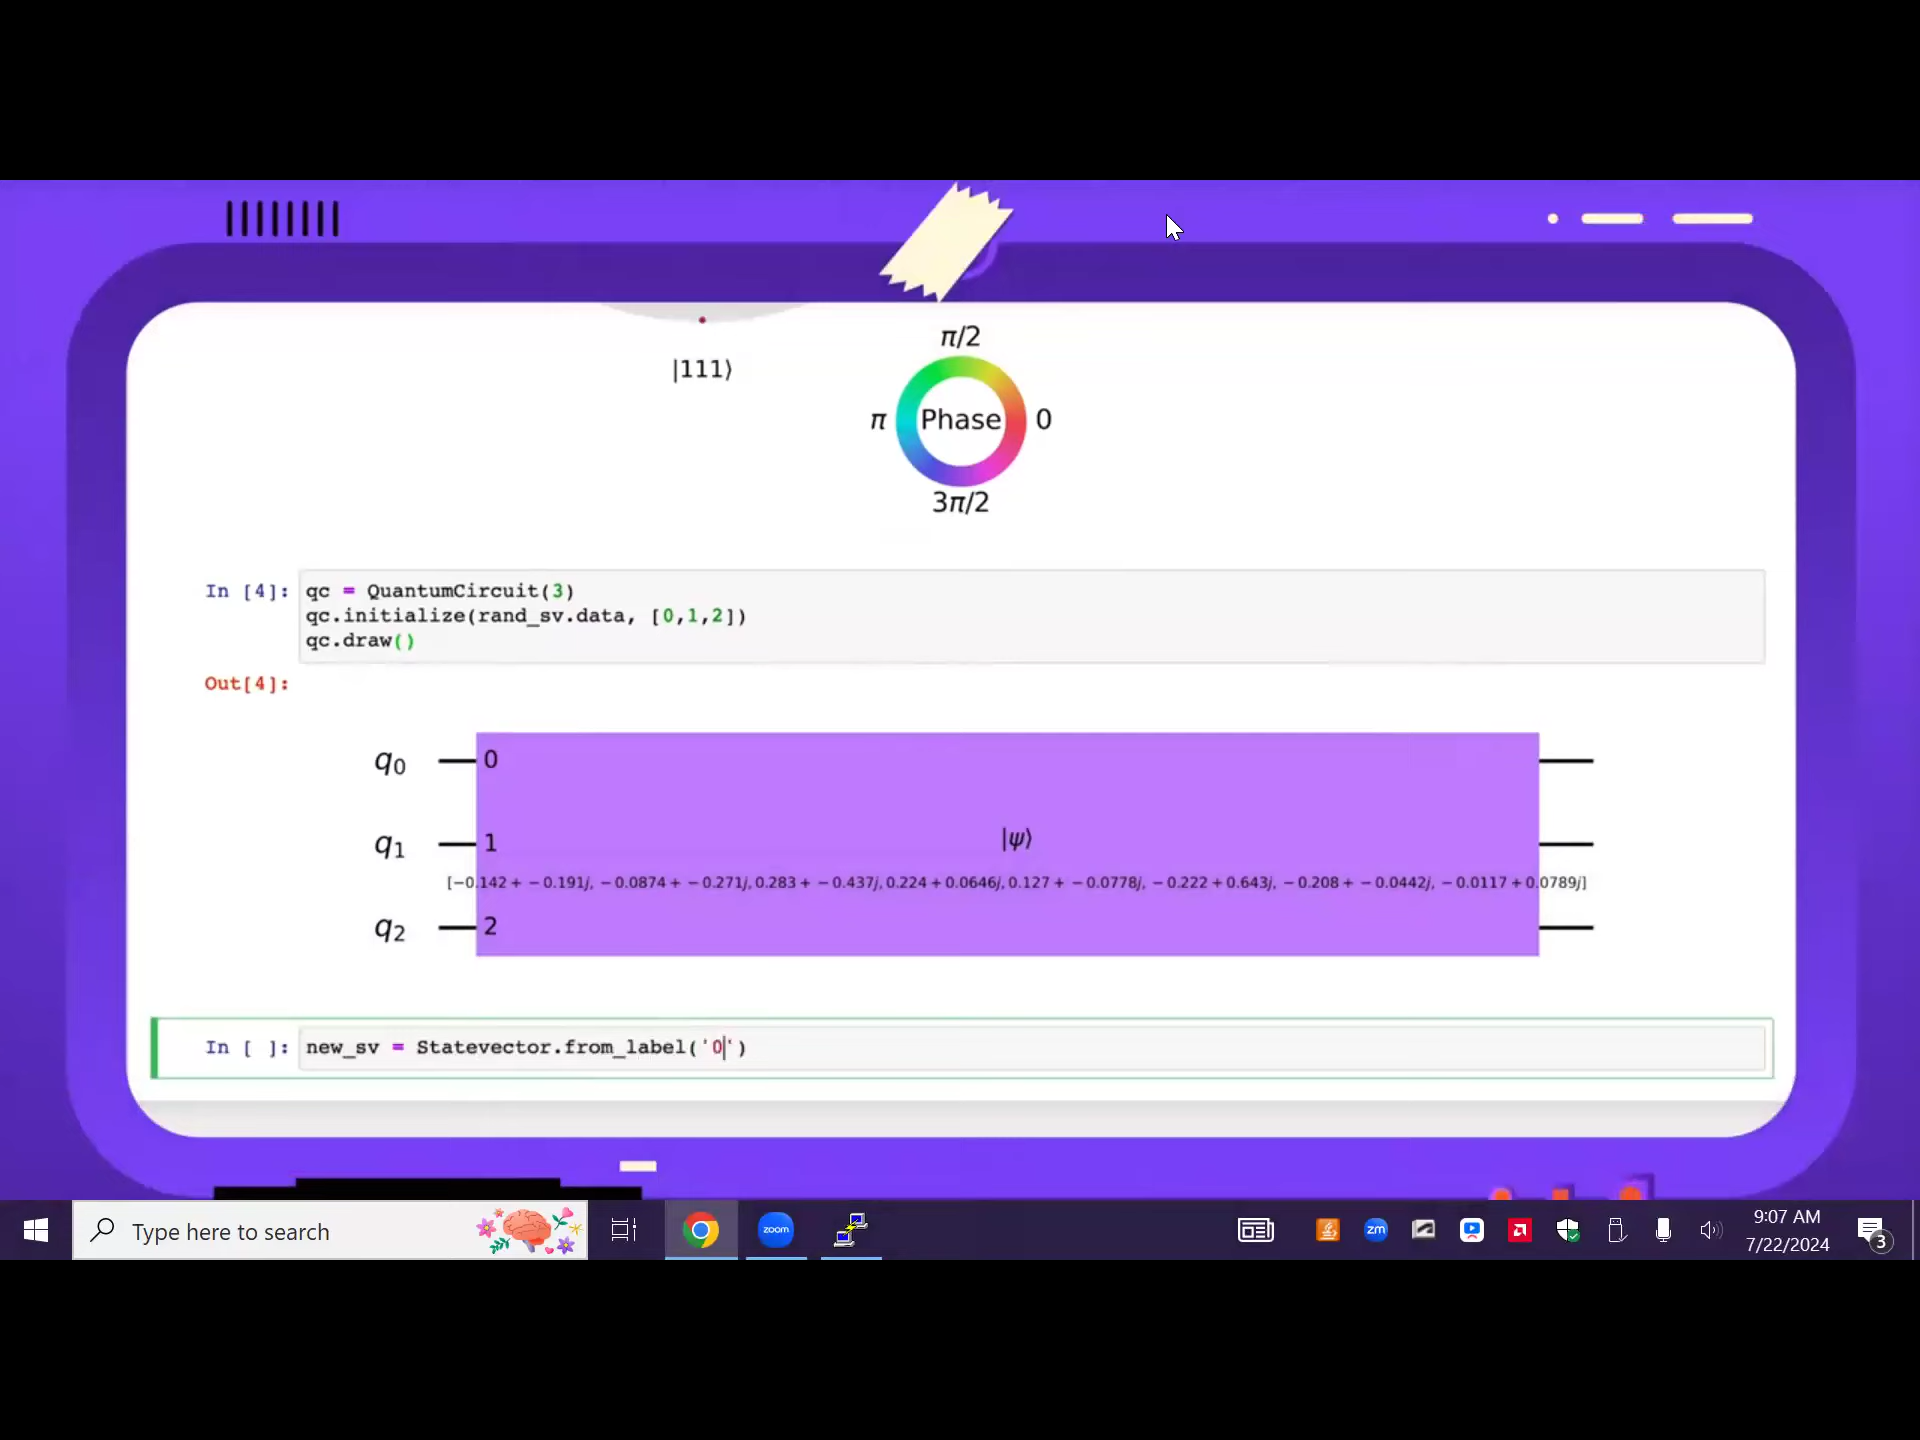 π/2
|111⟩
π
Phase
0
3π/2
In [4]:
qc = QuantumCircuit(3)
qc.initialize(rand_sv.data, [0,1,2])
qc.draw()
Out[4]:
q0
0
q1
1
|ψ⟩
[−0.142 + −0.191j, −0.0874 + −0.271j, 0.283 + −0.437j, 0.224 + 0.0646j, 0.127 + −0.0778j, −0.222 + 0.643j, −0.208 + −0.0442j, −0.0117 + 0.0789j]
q2
2
In [ ]:
new_sv = Statevector.from_label('0')
Type here to search
zoom
zm
9:07 AM
7/22/2024
3